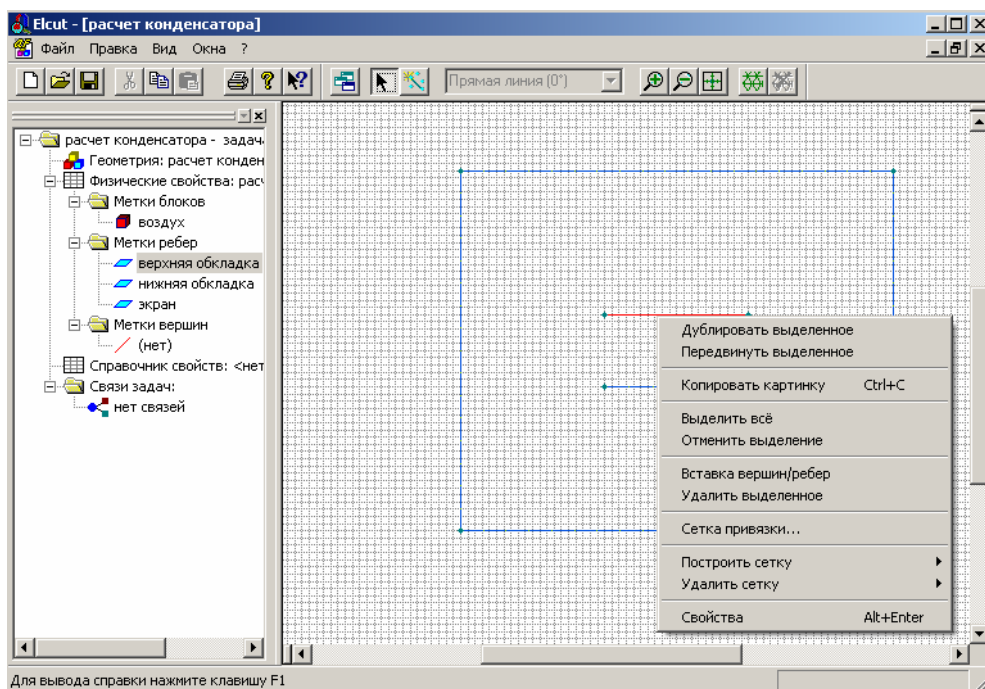 Elcut - [расчет конденсатора]
Файл Правка Вид Окна ?
Прямая линия (0°)
расчет конденсатора - задач
Геометрия: расчет конден
Физические свойства: рас
Метки блоков
воздух
Метки ребер
верхняя обкладка
нижняя обкладка
экран
Метки вершин
(нет)
Справочник свойств: <нет
Связи задач:
нет связей
Дублировать выделенное
Передвинуть выделенное
Копировать картинку Ctrl+C
Выделить всё
Отменить выделение
Вставка вершин/ребер
Удалить выделенное
Сетка привязки...
Построить сетку
Удалить сетку
Свойства Alt+Enter
Для вывода справки нажмите клавишу F1